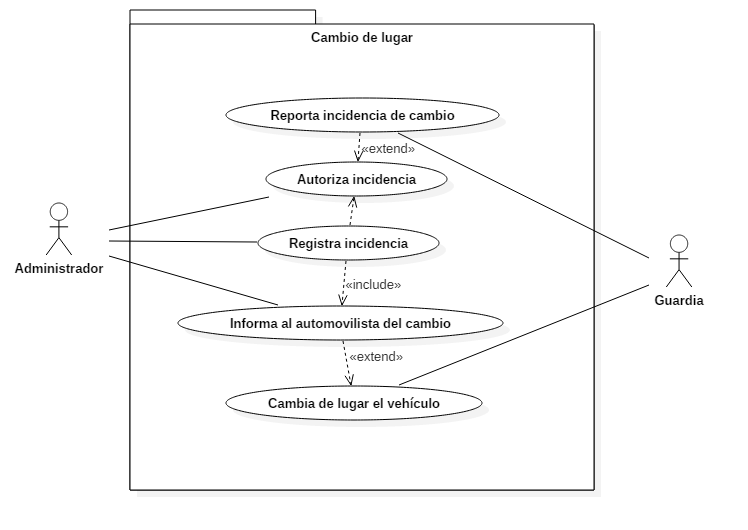 Cambio de lugar
Reporta incidencia de cambio
«extend»
Autoriza incidencia
Registra incidencia
Administrador
Guardia
«include»
Informa al automovilista del cambio
«extend»
Cambia de lugar el vehículo